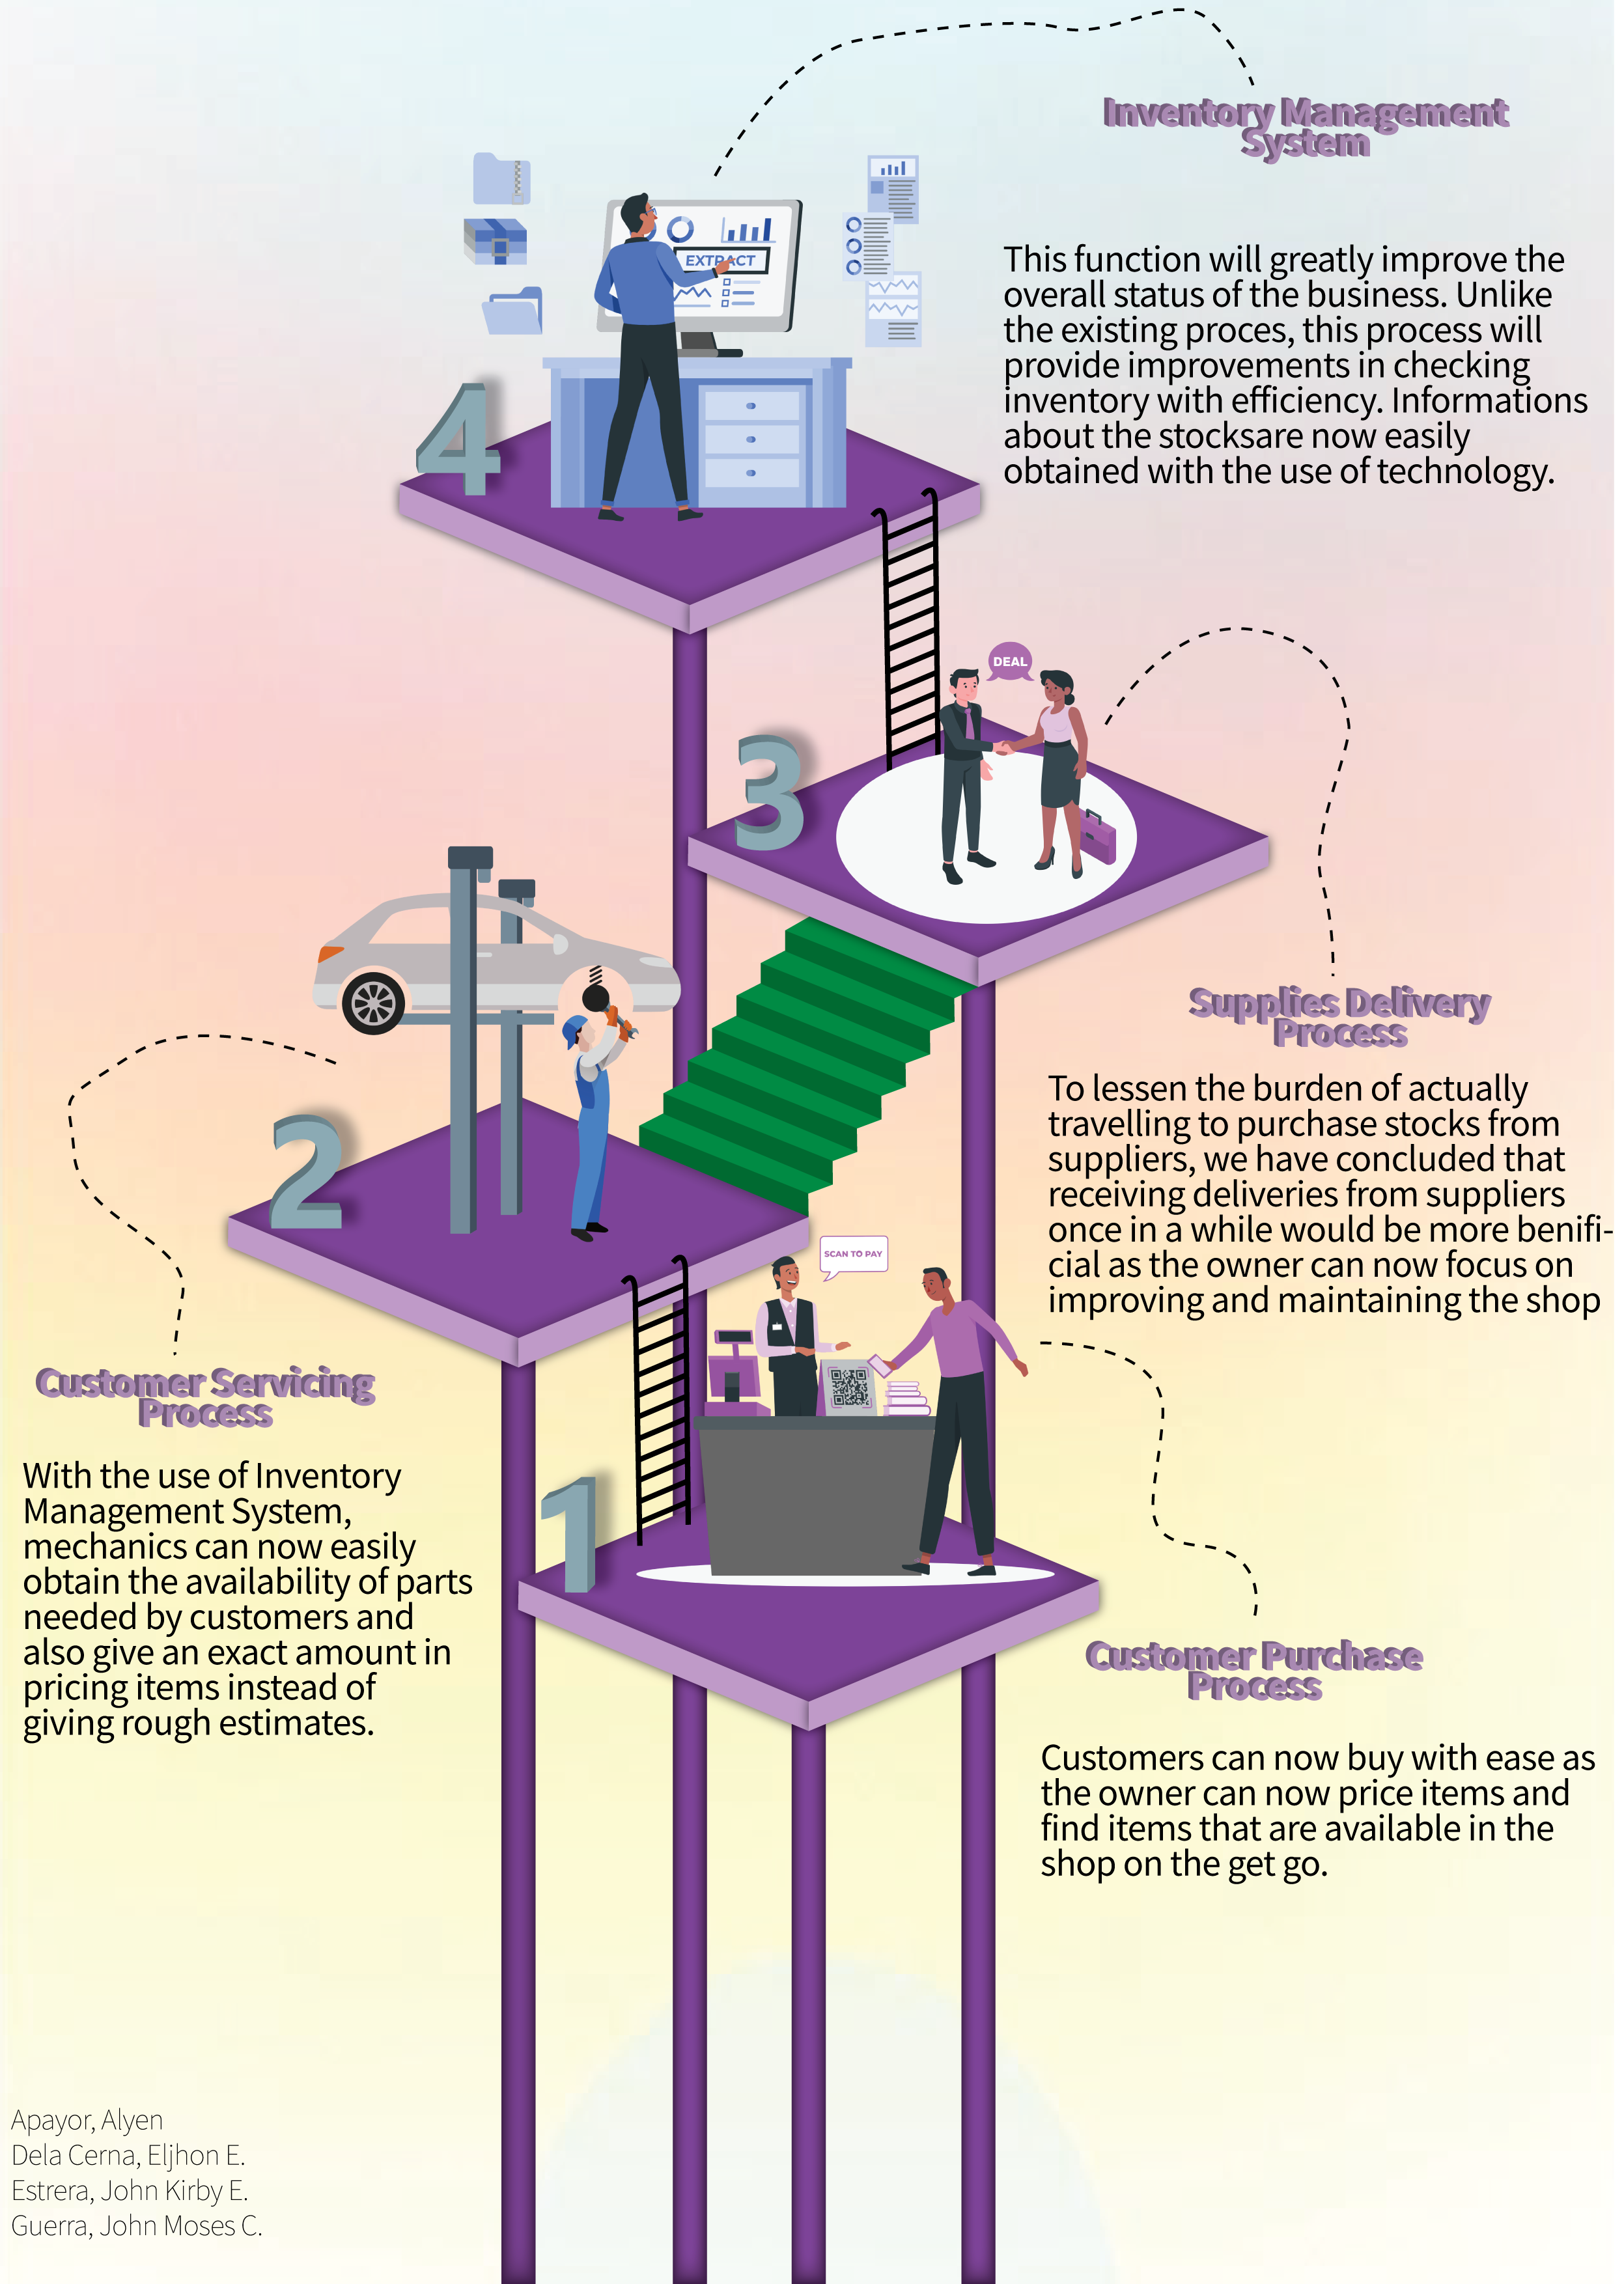 Inventory Management
System
This function will greatly improve the
overall status of the business. Unlike
the existing proces, this process will
provide improvements in checking
inventory with efficiency. Informations
about the stocksare now easily
obtained with the use of technology.
EXTRACT
4
DEAL
3
Supplies Delivery
Process
To lessen the burden of actually
travelling to purchase stocks from
suppliers, we have concluded that
receiving deliveries from suppliers
once in a while would be more benifi-
cial as the owner can now focus on
improving and maintaining the shop
2
Customer Servicing
Process
With the use of Inventory
Management System,
mechanics can now easily
obtain the availability of parts
needed by customers and
also give an exact amount in
pricing items instead of
giving rough estimates.
SCAN TO PAY
1
Customer Purchase
Process
Customers can now buy with ease as
the owner can now price items and
find items that are available in the
shop on the get go.
Apayor, Alyen
Dela Cerna, Eljhon E.
Estrera, John Kirby E.
Guerra, John Moses C.